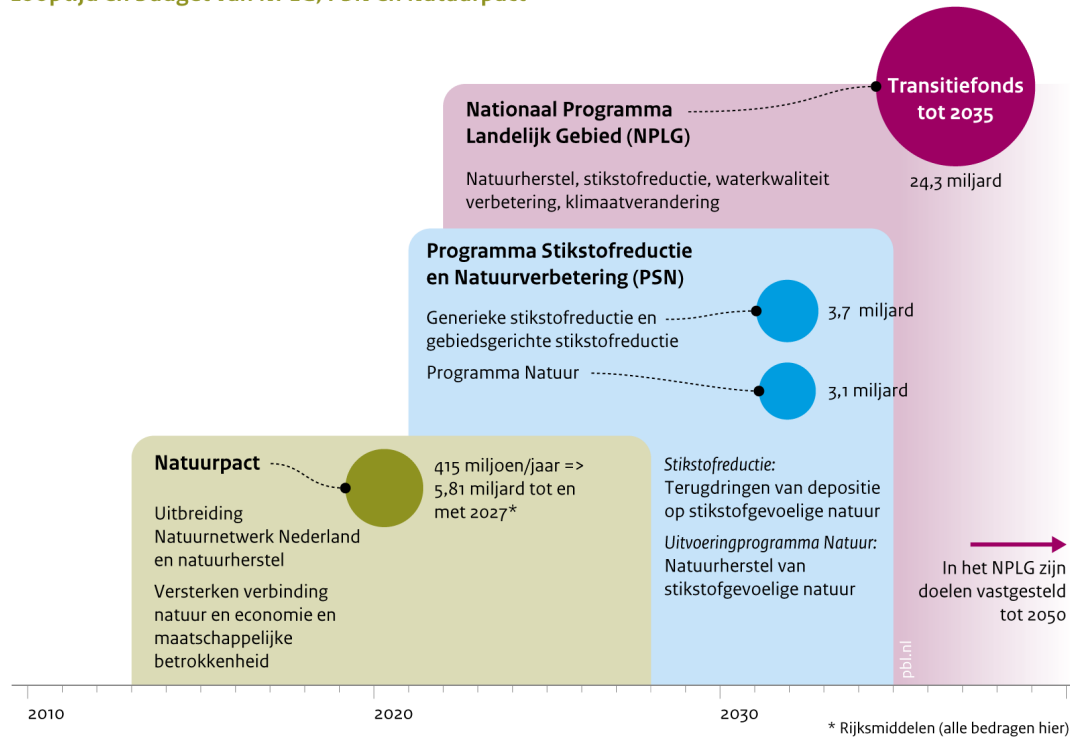 Nationaal Programma
Landelijk Gebied (NPLG)
Natuurherstel, stikstofreductie, waterkwaliteit
verbetering, klimaatverandering
Transitiefonds
tot 2035
24,3 miljard
Programma Stikstofreductie
en Natuurverbetering (PSN)
Generieke stikstofreductie en
gebiedsgerichte stikstofreductie
3,7 miljard
Programma Natuur
3,1 miljard
Natuurpact
415 miljoen/jaar =>
5,81 miljard tot en
met 2027*
Uitbreiding
Natuurnetwerk Nederland
en natuurherstel
Versterken verbinding
natuur en economie en
maatschappelijke
betrokkenheid
Stikstofreductie:
Terugdringen van depositie
op stikstofgevoelige natuur
Uitvoeringprogramma Natuur:
Natuurherstel van
stikstofgevoelige natuur
In het NPLG zijn
doelen vastgesteld
tot 2050
pbl.nl
2010
2020
2030
* Rijksmiddelen (alle bedragen hier)